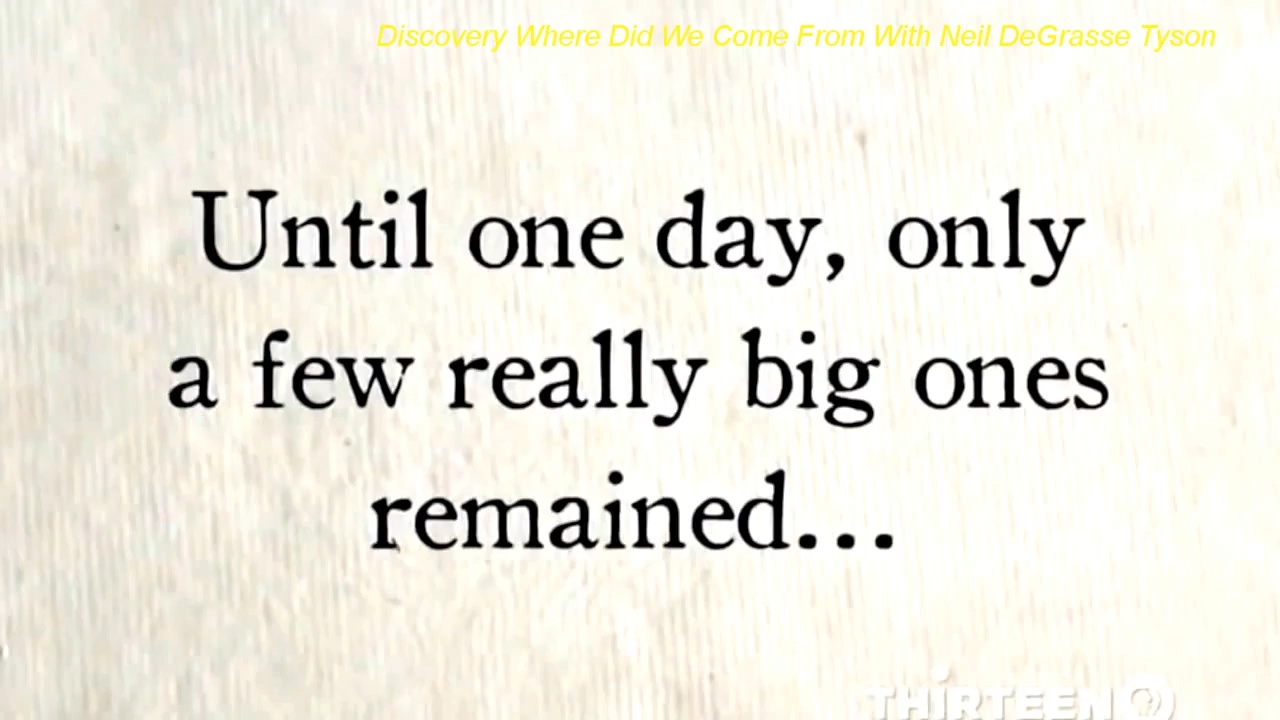 Discovery Where Did We Come From With Neil DeGrasse Tyson
Until one day, only
a few really big ones
remained...
THIRTEEN